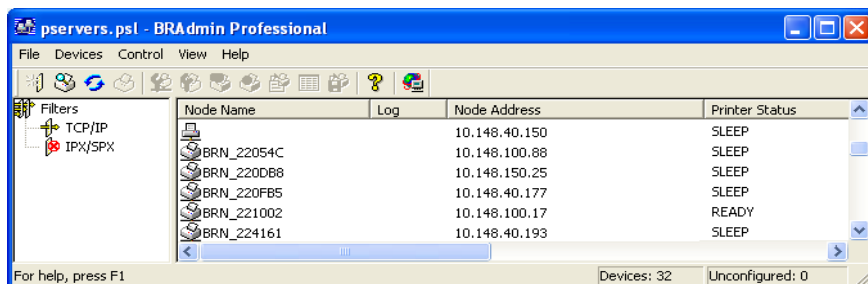 pservers.psl - BRAdmin Professional
File Devices Control View Help
Filters
TCP/IP
IPX/SPX
Node Name Log Node Address Printer Status
10.148.40.150 SLEEP
BRN_22054C 10.148.100.88 SLEEP
BRN_220DB8 10.148.150.25 SLEEP
BRN_220FB5 10.148.40.177 SLEEP
BRN_221002 10.148.100.17 READY
BRN_224161 10.148.40.193 SLEEP
For help, press F1 Devices: 32 Unconfigured: 0